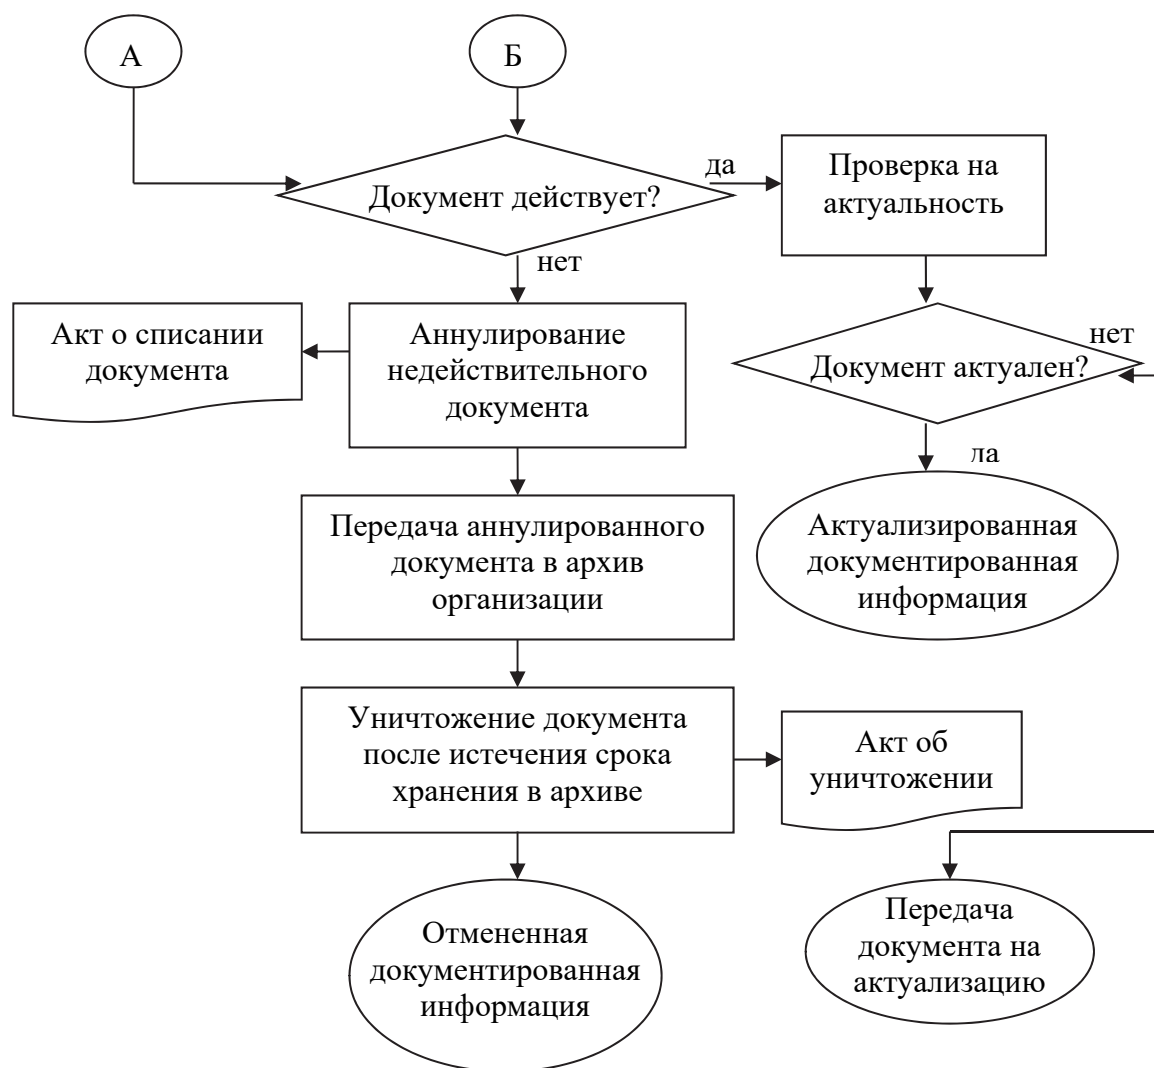 А
Б
да
Проверка на
актуальность
Документ действует?
нет
Акт о списании
документа
Аннулирование
недействительного
документа
нет
Документ актуален?
да
Передача аннулированного
документа в архив
организации
Актуализированная
документированная
информация
Уничтожение документа
после истечения срока
хранения в архиве
Акт об
уничтожении
Отмененная
документированная
информация
Передача
документа на
актуализацию